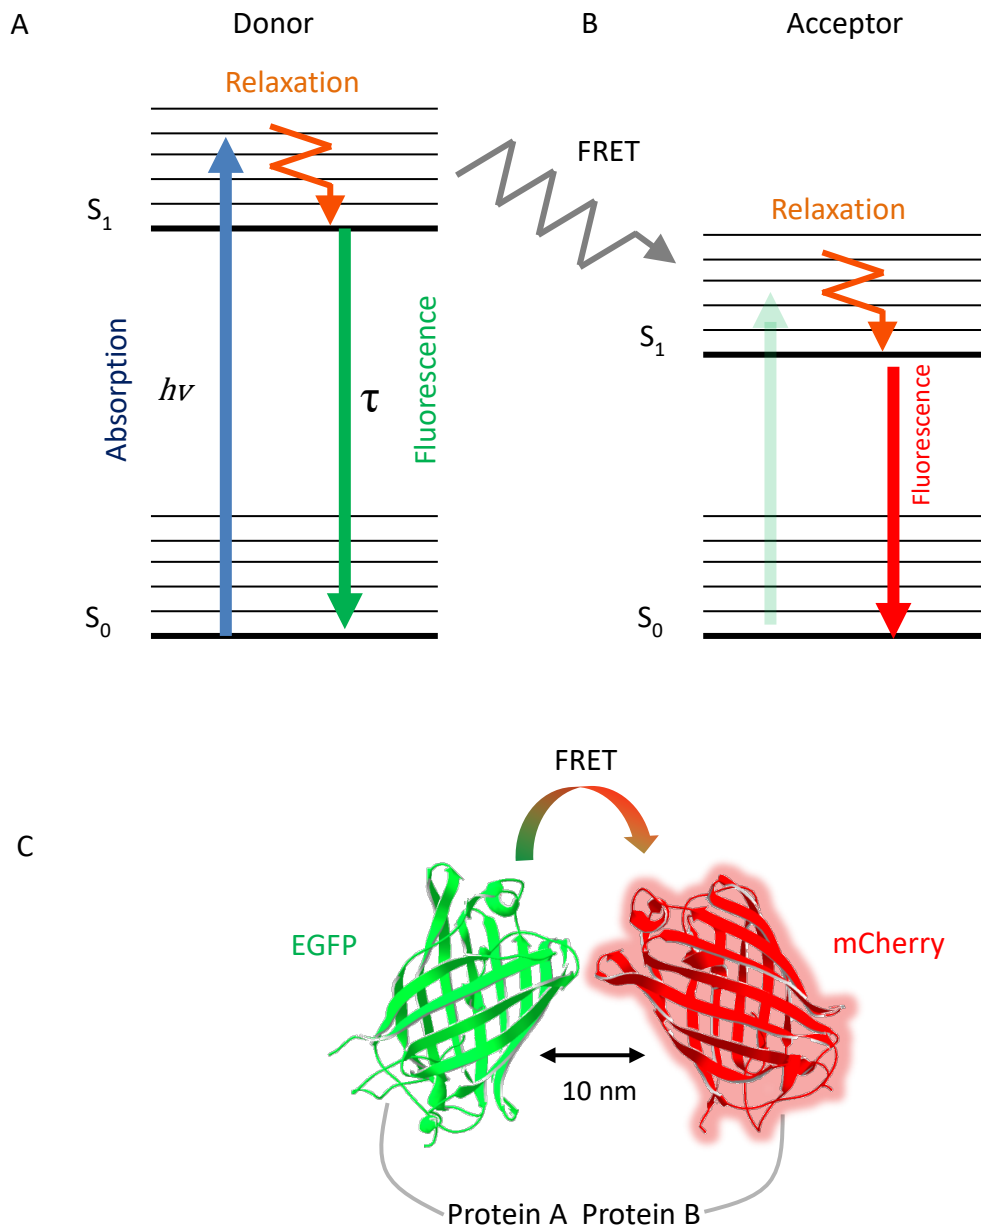 A
Donor
B
Acceptor
Relaxation
FRET
S1
Relaxation
S1
Absorption
hν
τ
Fluorescence
Fluorescence
S0
S0
FRET
C
EGFP
mCherry
10 nm
Protein A Protein B